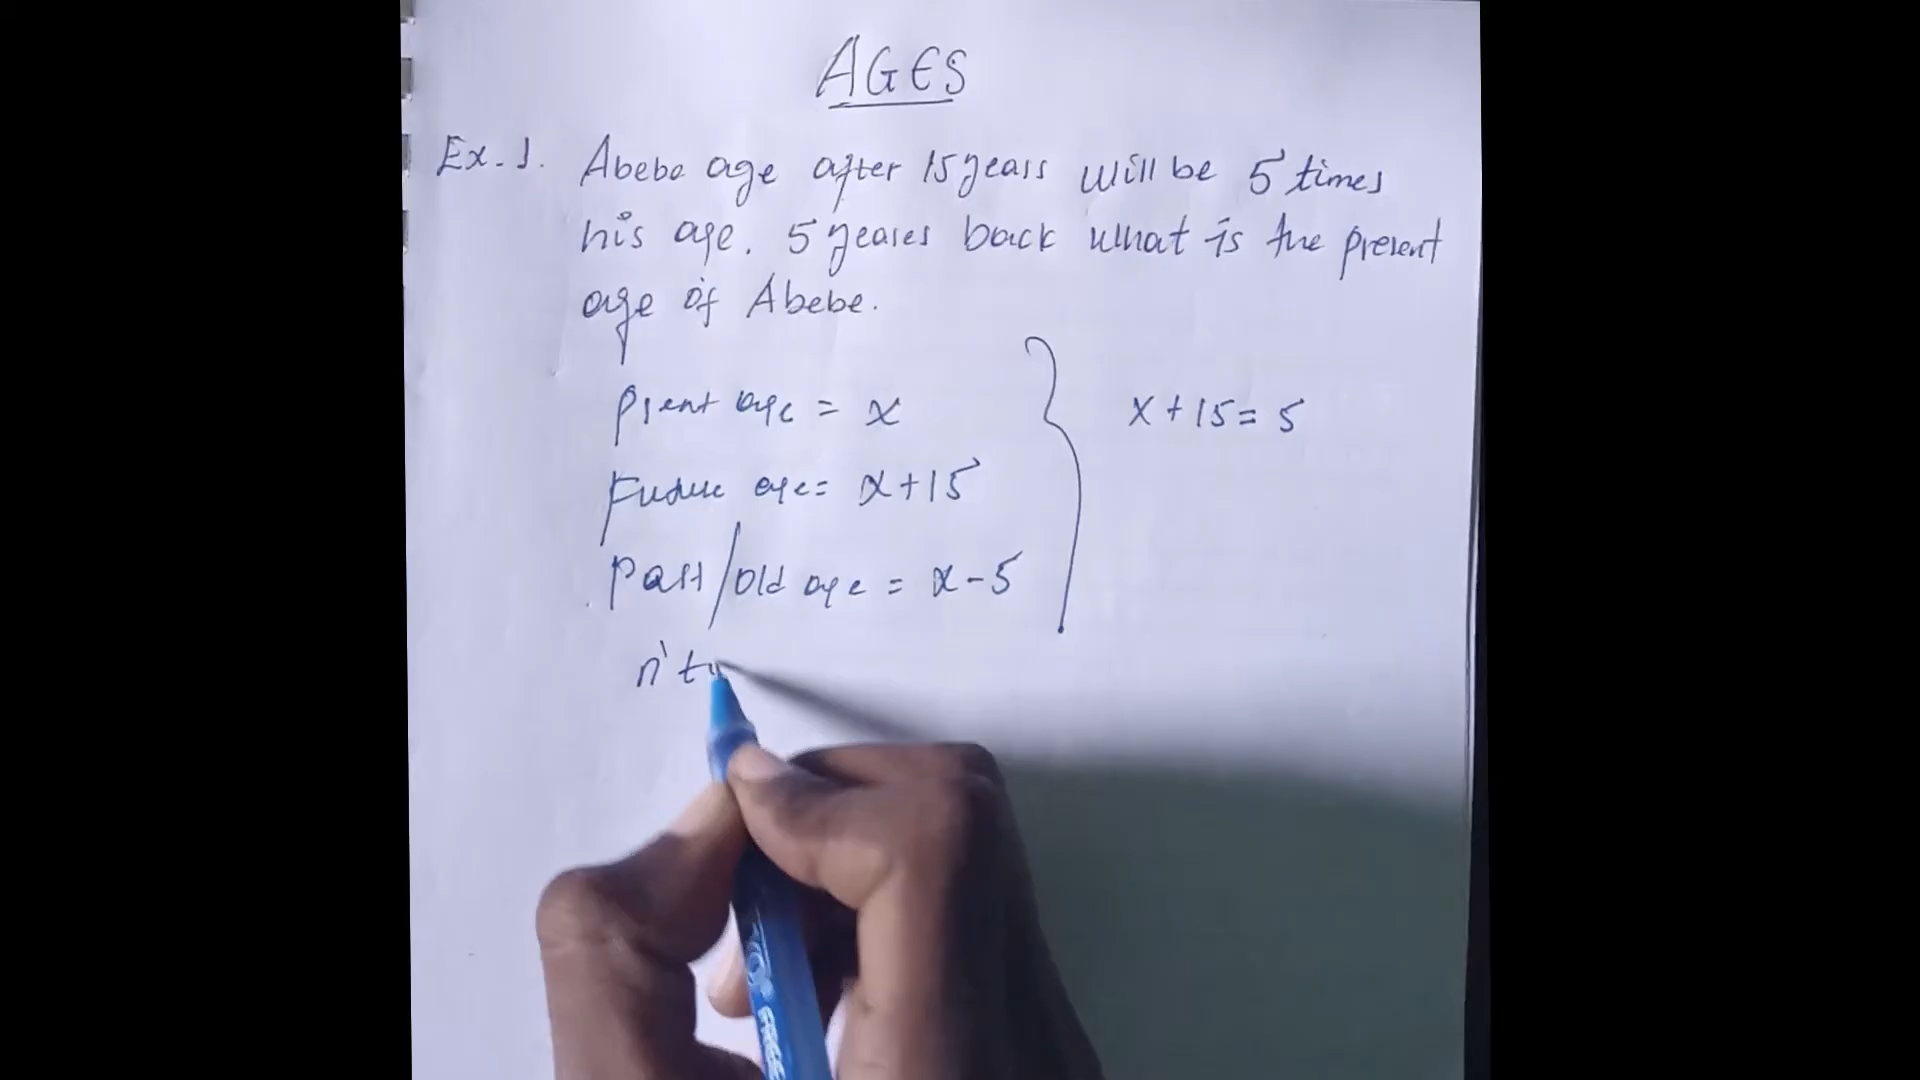 AGES
Ex-1. Abebe age after 15 years will be 5 times
his age. 5 yeares back what is the present
age of Abebe.
present age = x
x+15=5
Future age= x+15
past/old age = x-5